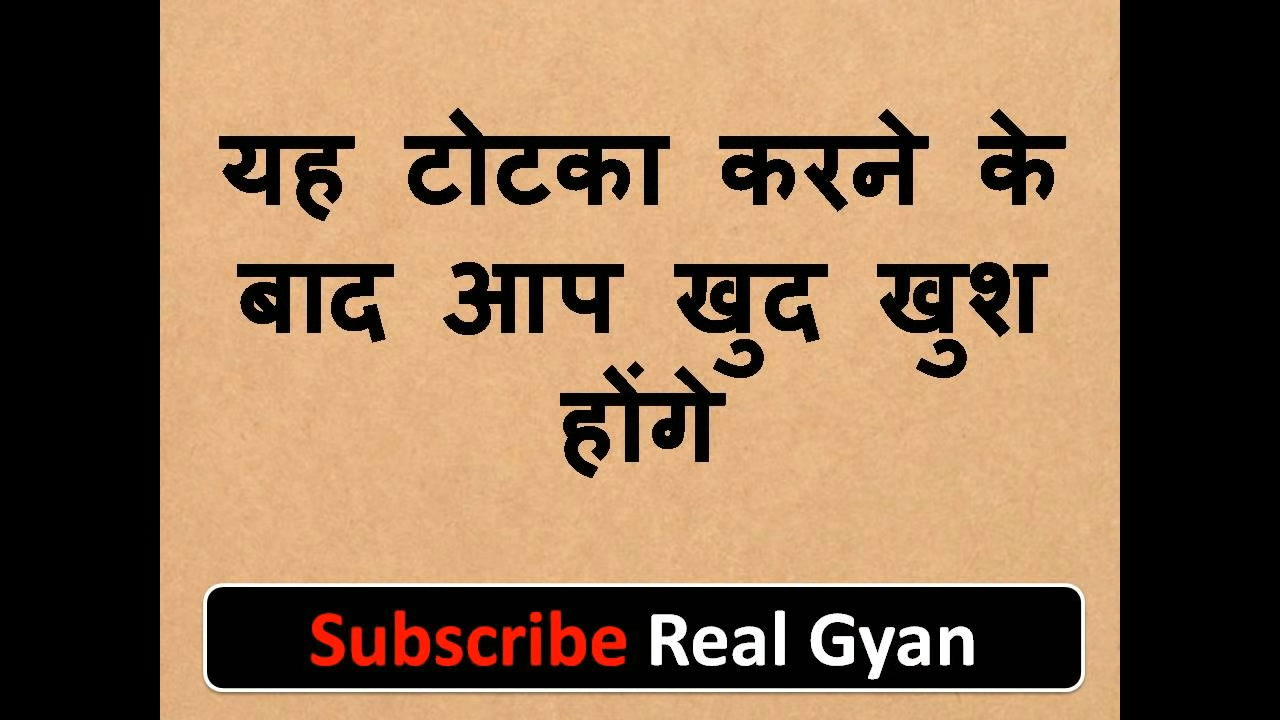 यह टोटका करने के
बाद आप खुद खुश
होंगे
Subscribe Real Gyan